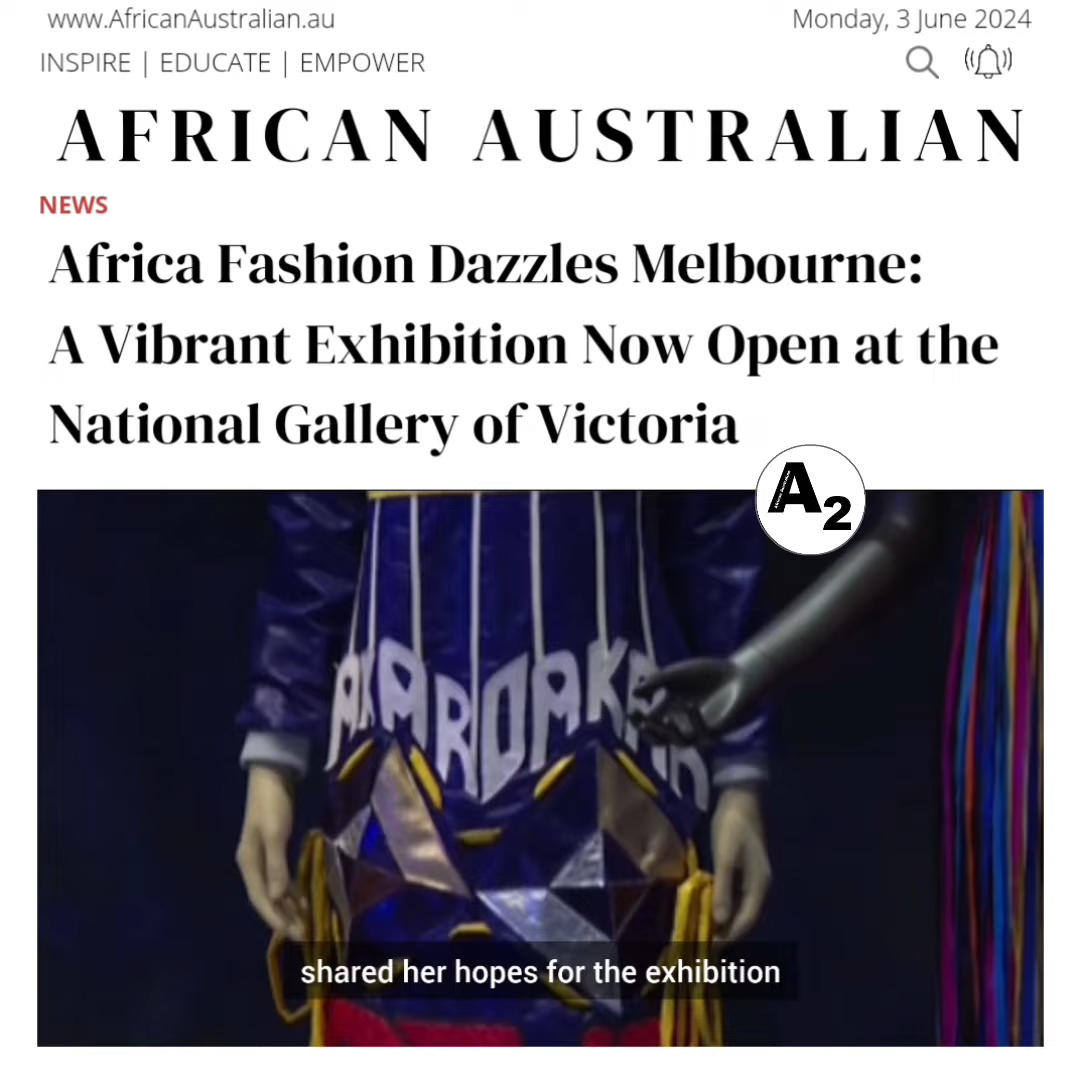 www.AfricanAustralian.au
Monday, 3 June 2024
INSPIRE | EDUCATE | EMPOWER
AFRICAN AUSTRALIAN
NEWS
Africa Fashion Dazzles Melbourne:
A Vibrant Exhibition Now Open at the
National Gallery of Victoria
A2
shared her hopes for the exhibition